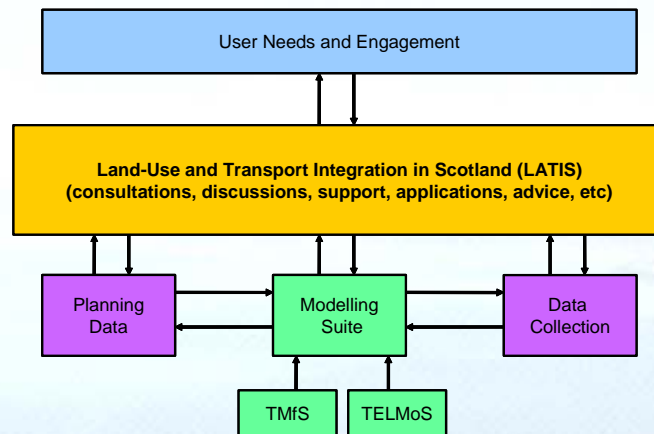 User Needs and Engagement
Land-Use and Transport Integration in Scotland (LATIS)
(consultations, discussions, support, applications, advice, etc)
Planning
Data
Modelling
Suite
Data
Collection
TMfS
TELMoS